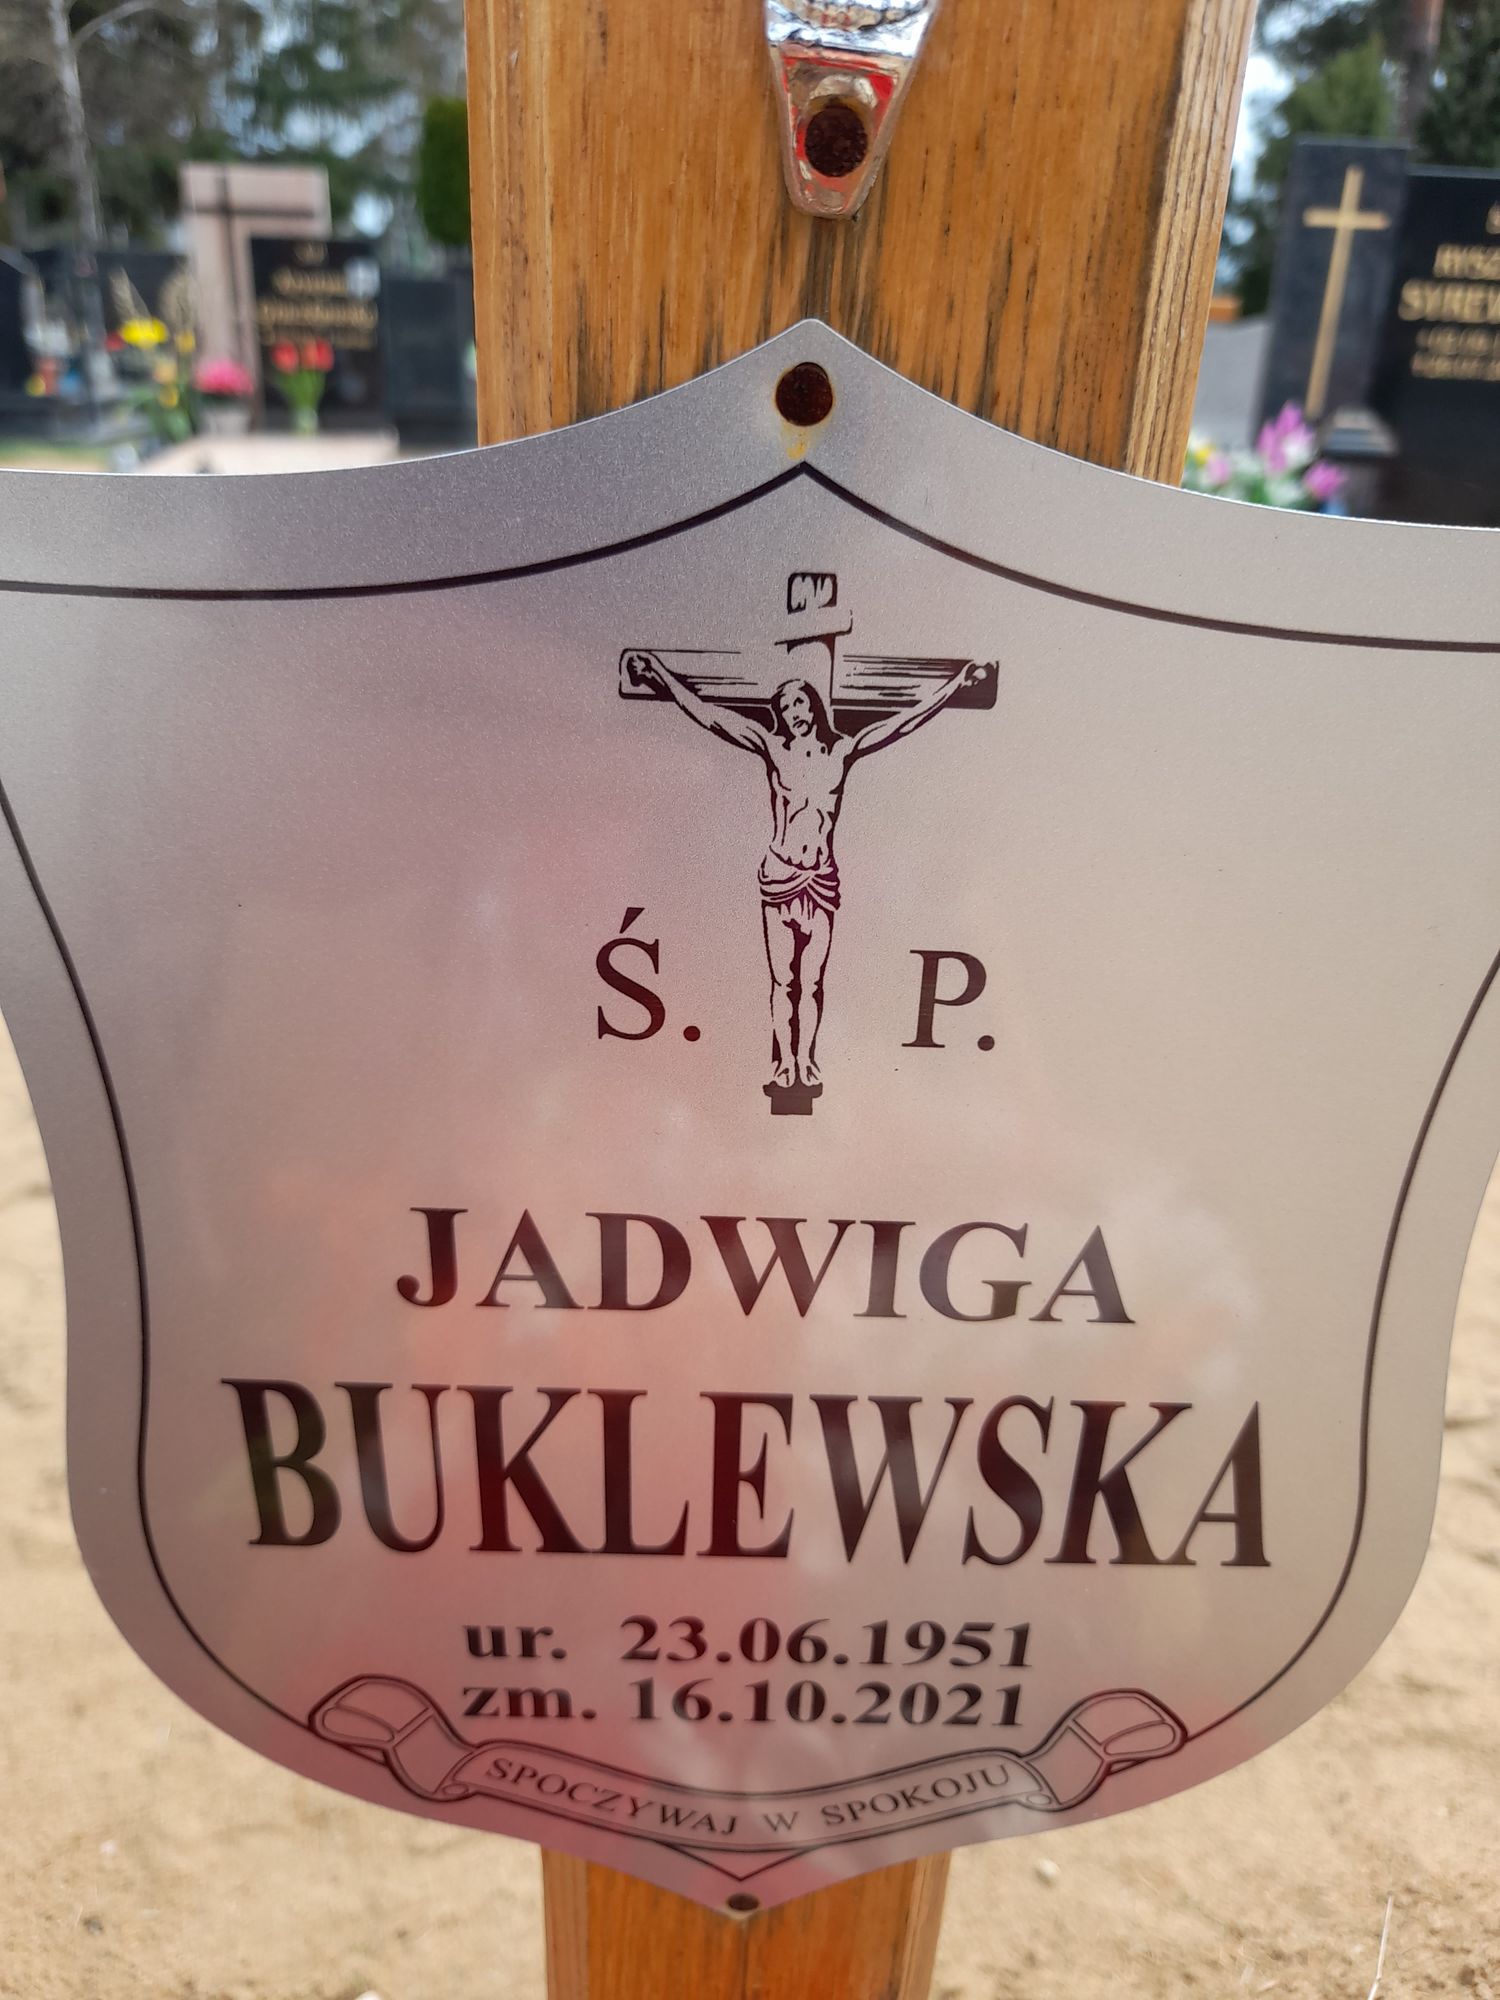 Ś. P.
JADWIGA
BUKLEWSKA
ur. 23.06.1951
zm. 16.10.2021
SPOCZYWAJ W SPOKOJU